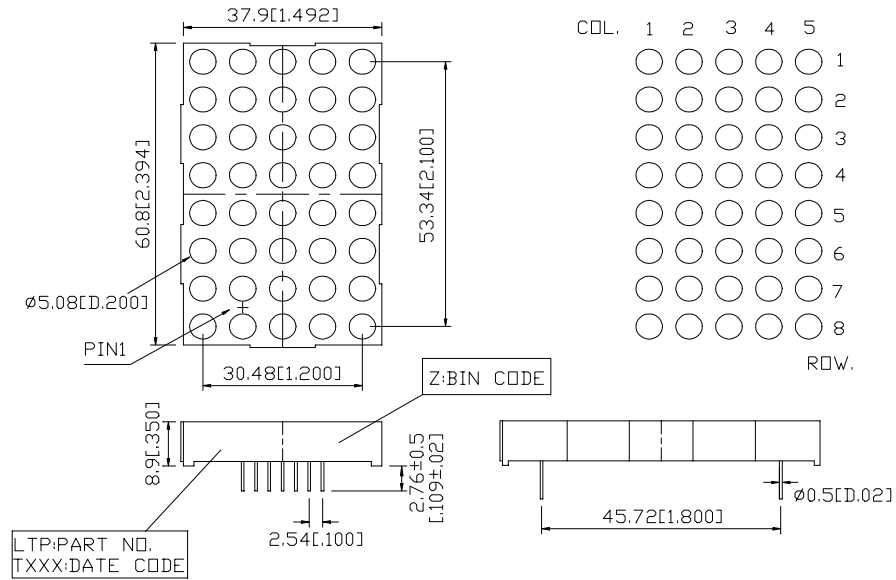 37.9[1.492]
COL. 1 2 3 4 5
1
2
3
4
5
6
7
8
ROW.
60.8[2.394]
53.34[2.100]
Ø5.08[D.200]
PIN1
30.48[1.200]
Z:BIN CODE
8.9[.350]
2.76±0.5
[.109±.02]
2.54[.100]
LTP:PART NO.
TXXX:DATE CODE
45.72[1.800]
Ø0.5[D.02]